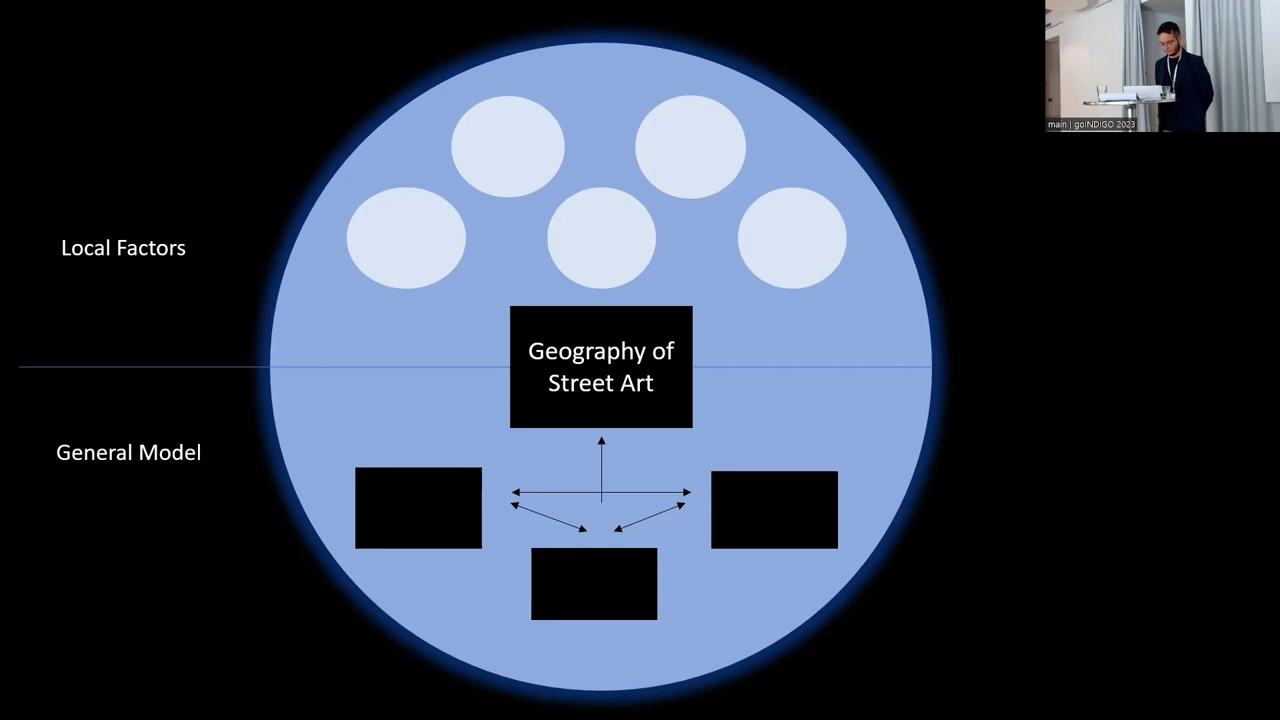 main | goINDIGO 2023
Local Factors
Geography of
Street Art
General Model